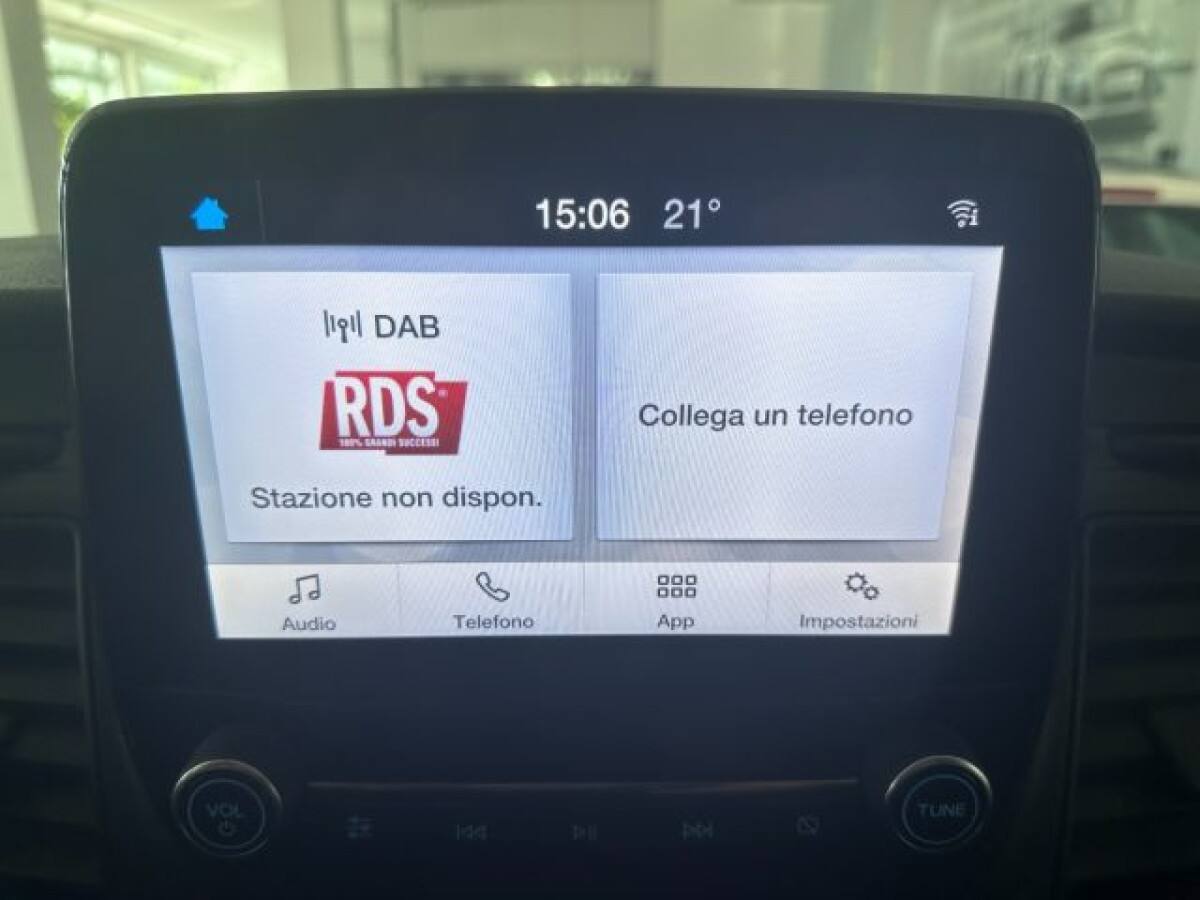 15:06 21°
DAB
RDS®
100% GRANDI SUCCESSI
Stazione non dispon.
Collega un telefono
Audio
Telefono
App
Impostazioni
VOL
TUNE